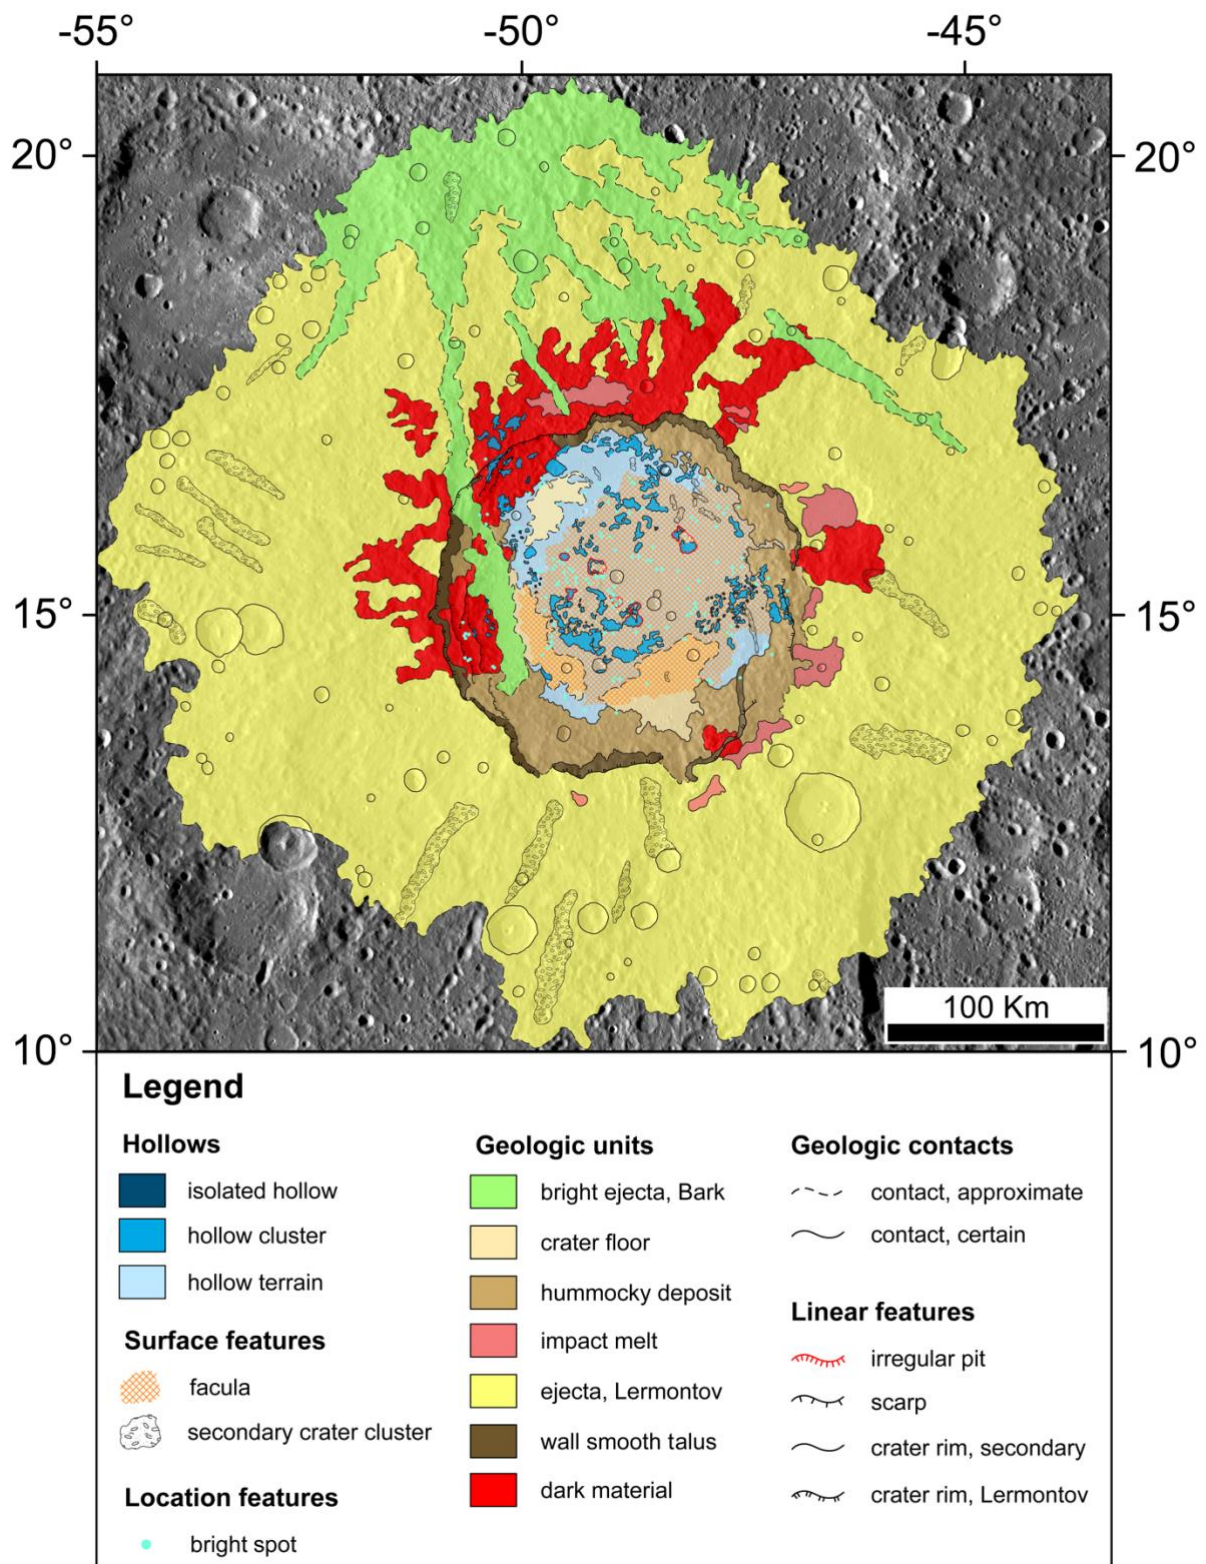 -55° -50° -45°
20° 20°
15° 15°
100 Km
10° 10°
Legend
Hollows
isolated hollow
hollow cluster
hollow terrain
Surface features
facula
secondary crater cluster
Location features
bright spot
Geologic units
bright ejecta, Bark
crater floor
hummocky deposit
impact melt
ejecta, Lermontov
wall smooth talus
dark material
Geologic contacts
contact, approximate
contact, certain
Linear features
irregular pit
scarp
crater rim, secondary
crater rim, Lermontov